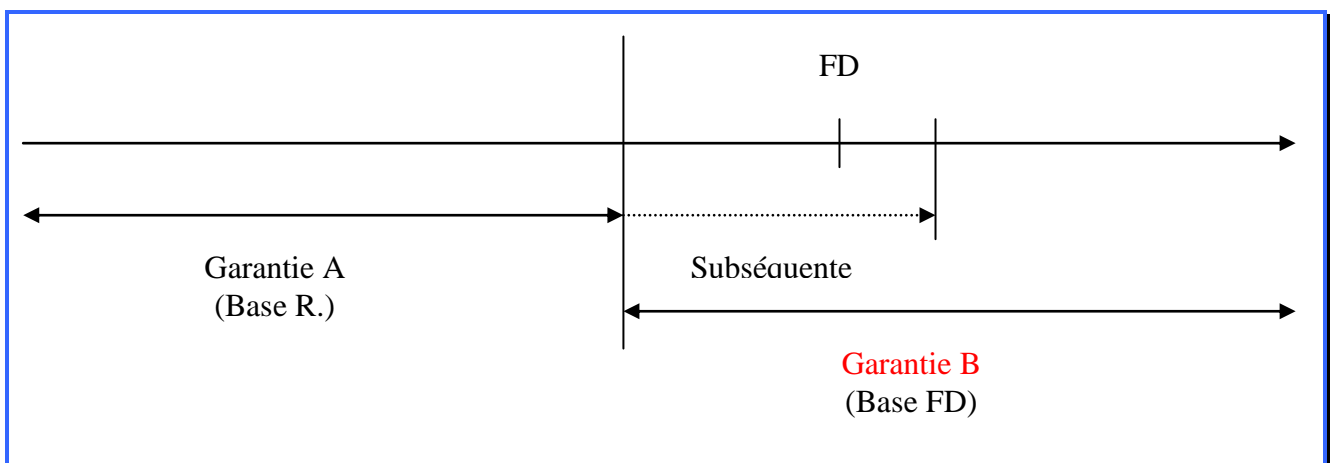 FD
Garantie A
(Base R.)
Subséquente
Garantie B
(Base FD)